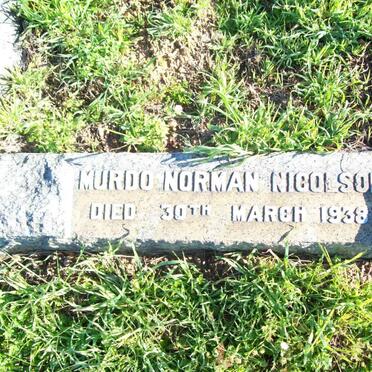 MURDO NORMAN NICOLSO
DIED 30TH MARCH 1938